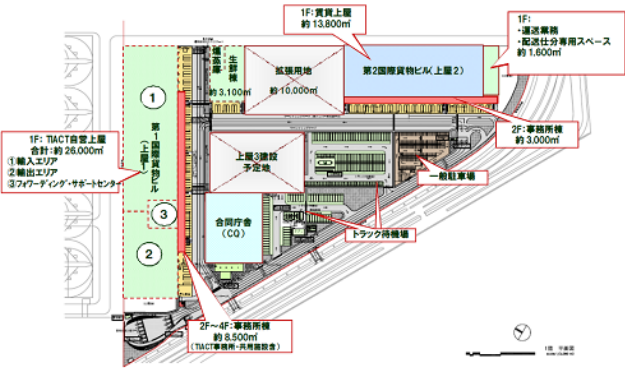 1F：賃貸上屋
約 13,800m²
1F：
・運送業務
・配送仕分専用スペース
約 1,600m²
燻蒸庫
生鮮棟
約 3,100m²
拡張用地
約 10,000m²
第2国際貨物ビル（上屋2）
①
第1国際貨物ビル
（上屋1）
1F：TIACT自営上屋
合計：約 26,000m²
①輸入エリア
②輸出エリア
③フォワーディング・サポートセンター
2F：事務所棟
約 3,000m²
上屋3建設
予定地
一般駐車場
③
合同庁舎
（CQ）
トラック待機場
②
2F～4F：事務所棟
約 8,500m²
（TIACT事務所・共用施設含）